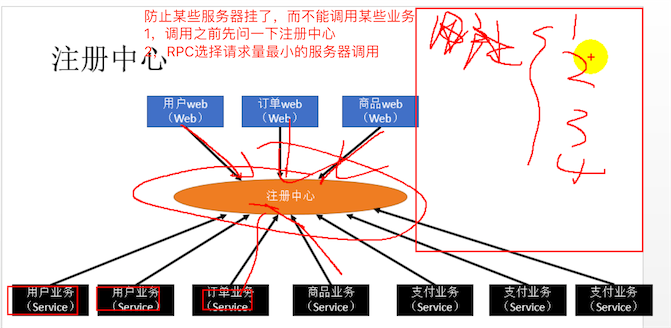 防止某些服务器挂了，而不能调用某些业务
1，调用之前先问一下注册中心
2，RPC选择请求量最小的服务器调用
注册中心
1
2
3
4
用户web
（Web）
订单web
（Web）
商品web
（Web）
注册中心
用户业务
（Service）
用户业务
（Service）
订单业务
（Service）
商品业务
（Service）
支付业务
（Service）
支付业务
（Service）
支付业务
（Service）